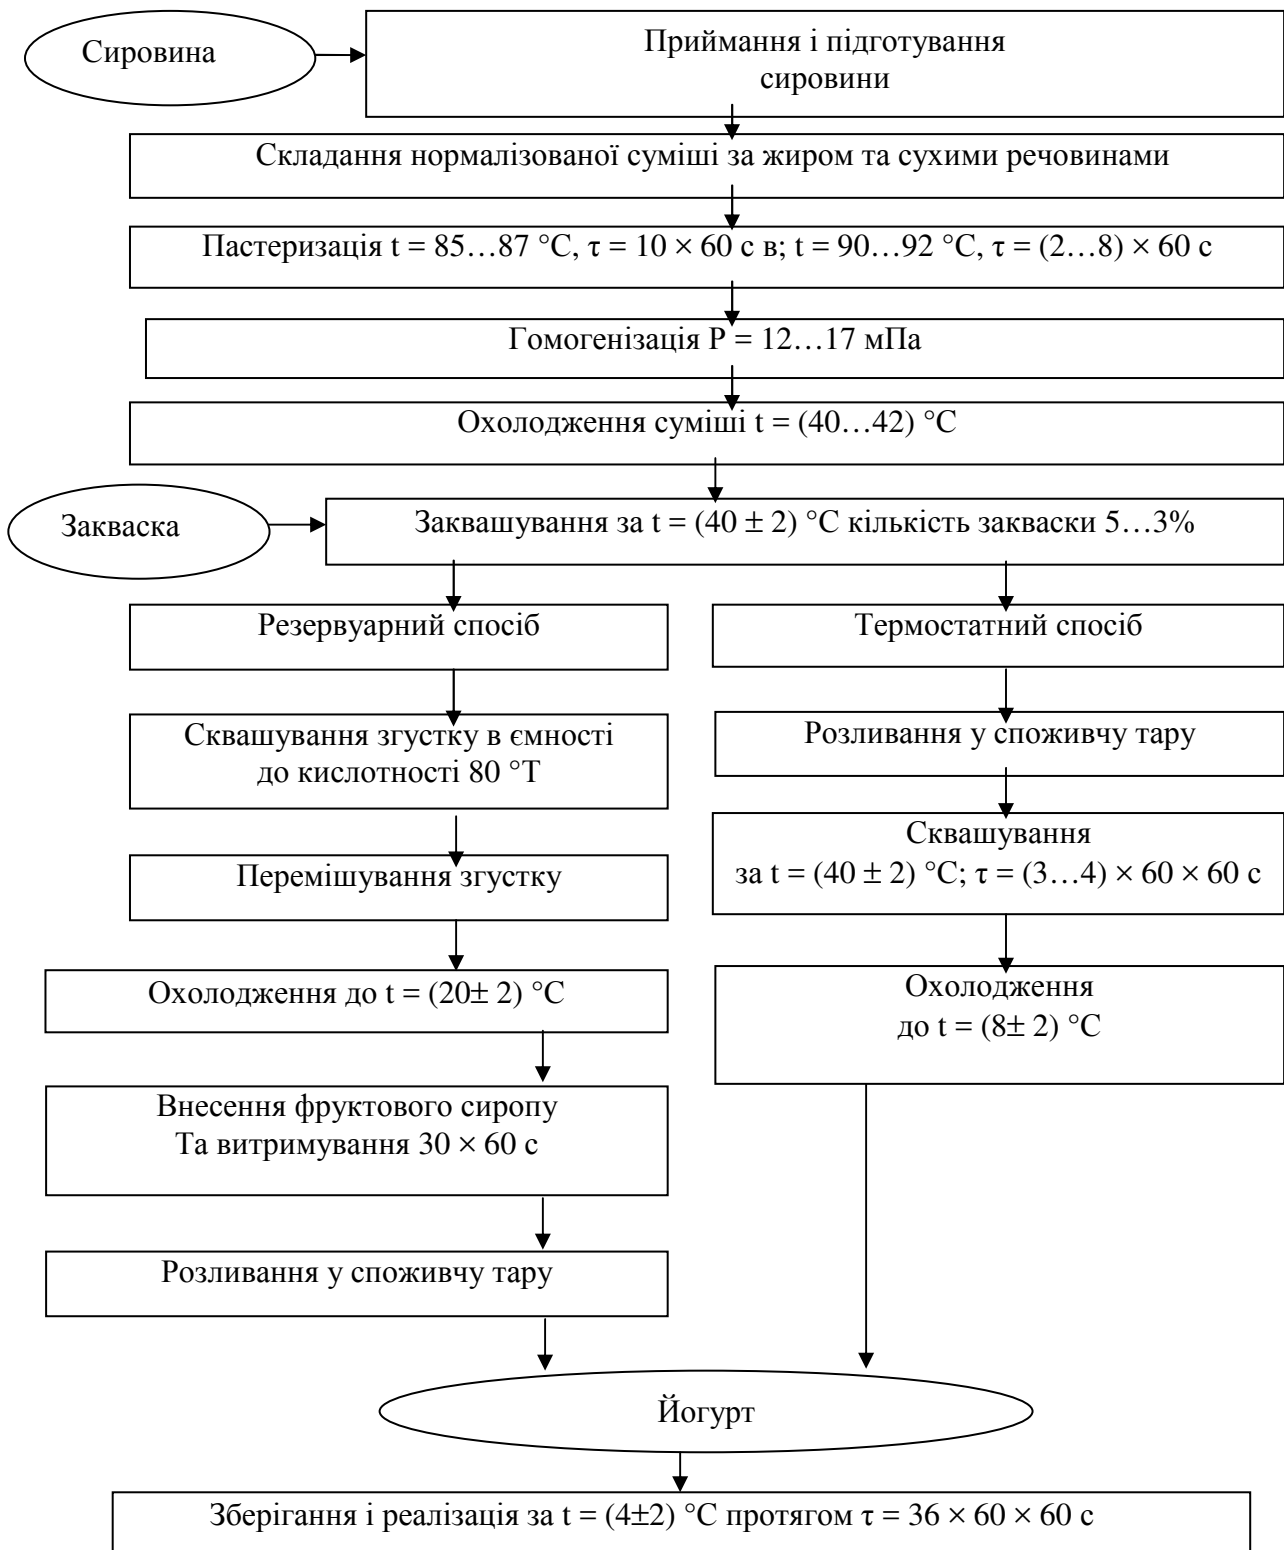 Сировина
Приймання і підготування
сировини
Складання нормалізованої суміші за жиром та сухими речовинами
Пастеризація t = 85…87 °C, τ = 10 × 60 с в; t = 90…92 °C, τ = (2…8) × 60 с
Гомогенізація Р = 12…17 мПа
Охолодження суміші t = (40…42) °C
Закваска
Заквашування за t = (40 ± 2) °C кількість закваски 5…3%
Резервуарний спосіб
Термостатний спосіб
Сквашування згустку в ємності
до кислотності 80 °Т
Розливання у споживчу тару
Перемішування згустку
Сквашування
за t = (40 ± 2) °C; τ = (3…4) × 60 × 60 с
Охолодження до t = (20± 2) °C
Охолодження
до t = (8± 2) °C
Внесення фруктового сиропу
Та витримування 30 × 60 с
Розливання у споживчу тару
Йогурт
Зберігання і реалізація за t = (4±2) °C протягом τ = 36 × 60 × 60 с